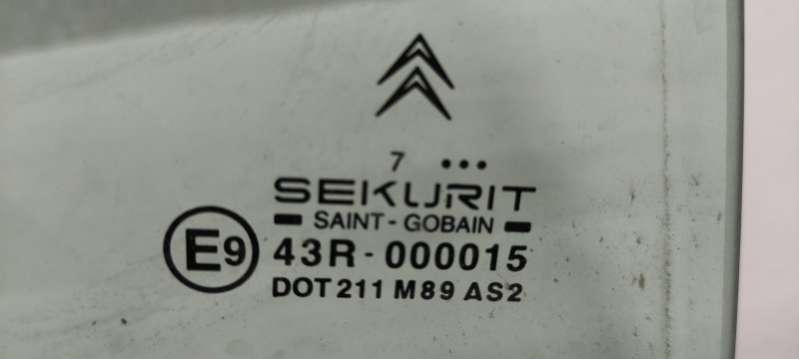 7 •••
SEKURIT
SAINT-GOBAIN
E9 43R-000015
DOT 211 M89 AS2